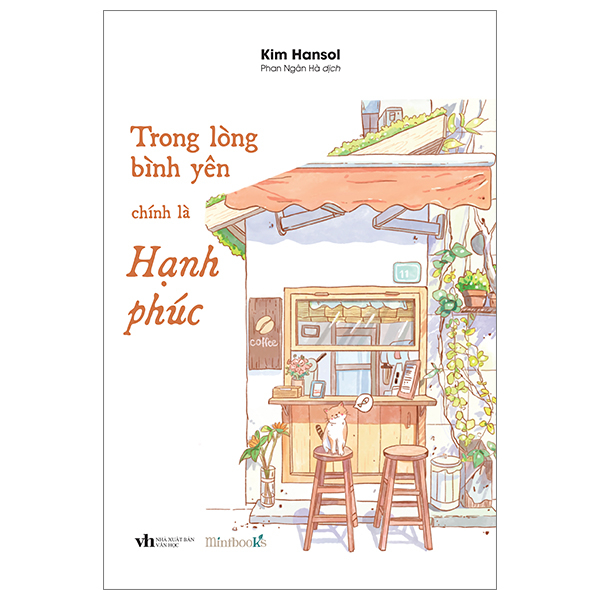 Kim Hansol
Phan Ngân Hà dịch
Trong lòng
bình yên
chính là
Hạnh
phúc
11
coffee
vh NHÀ XUẤT BẢN
VĂN HỌC
mintbooks